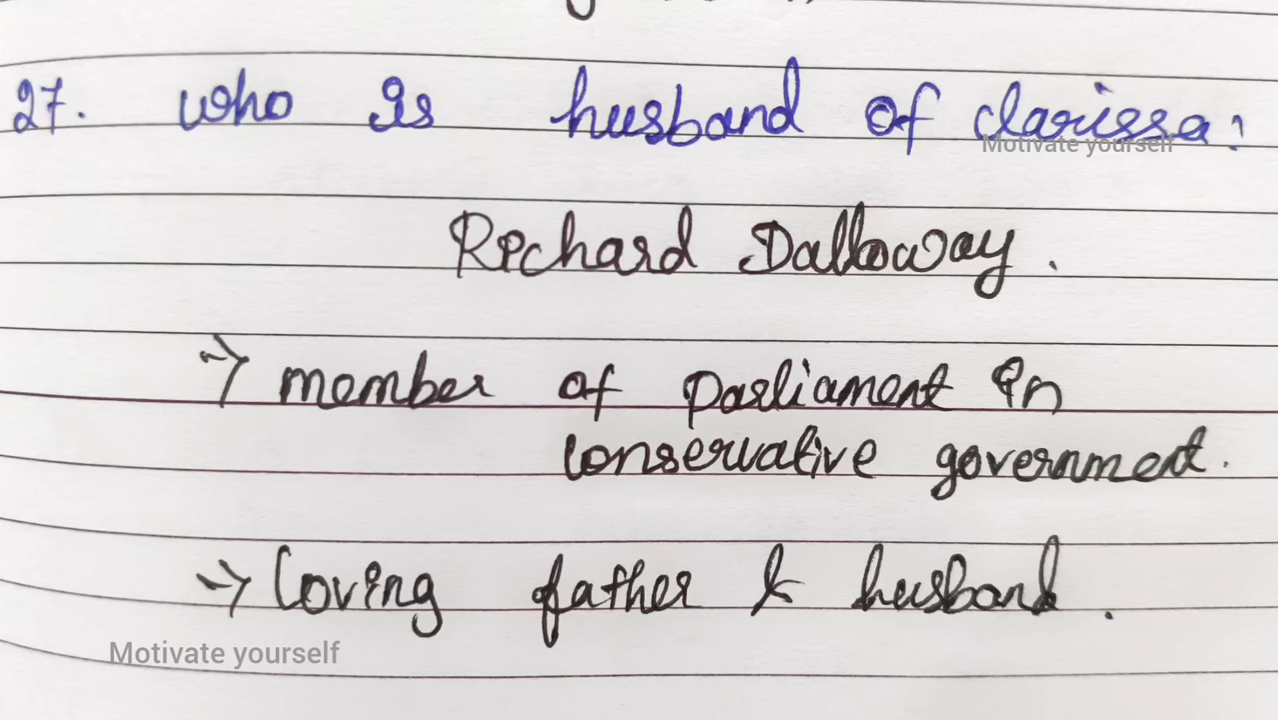 27. who is husband of clarissa?
Motivate yourself
Richard Dalloway.
→ member of parliament in
conservative government.
→ loving father & husband.
Motivate yourself